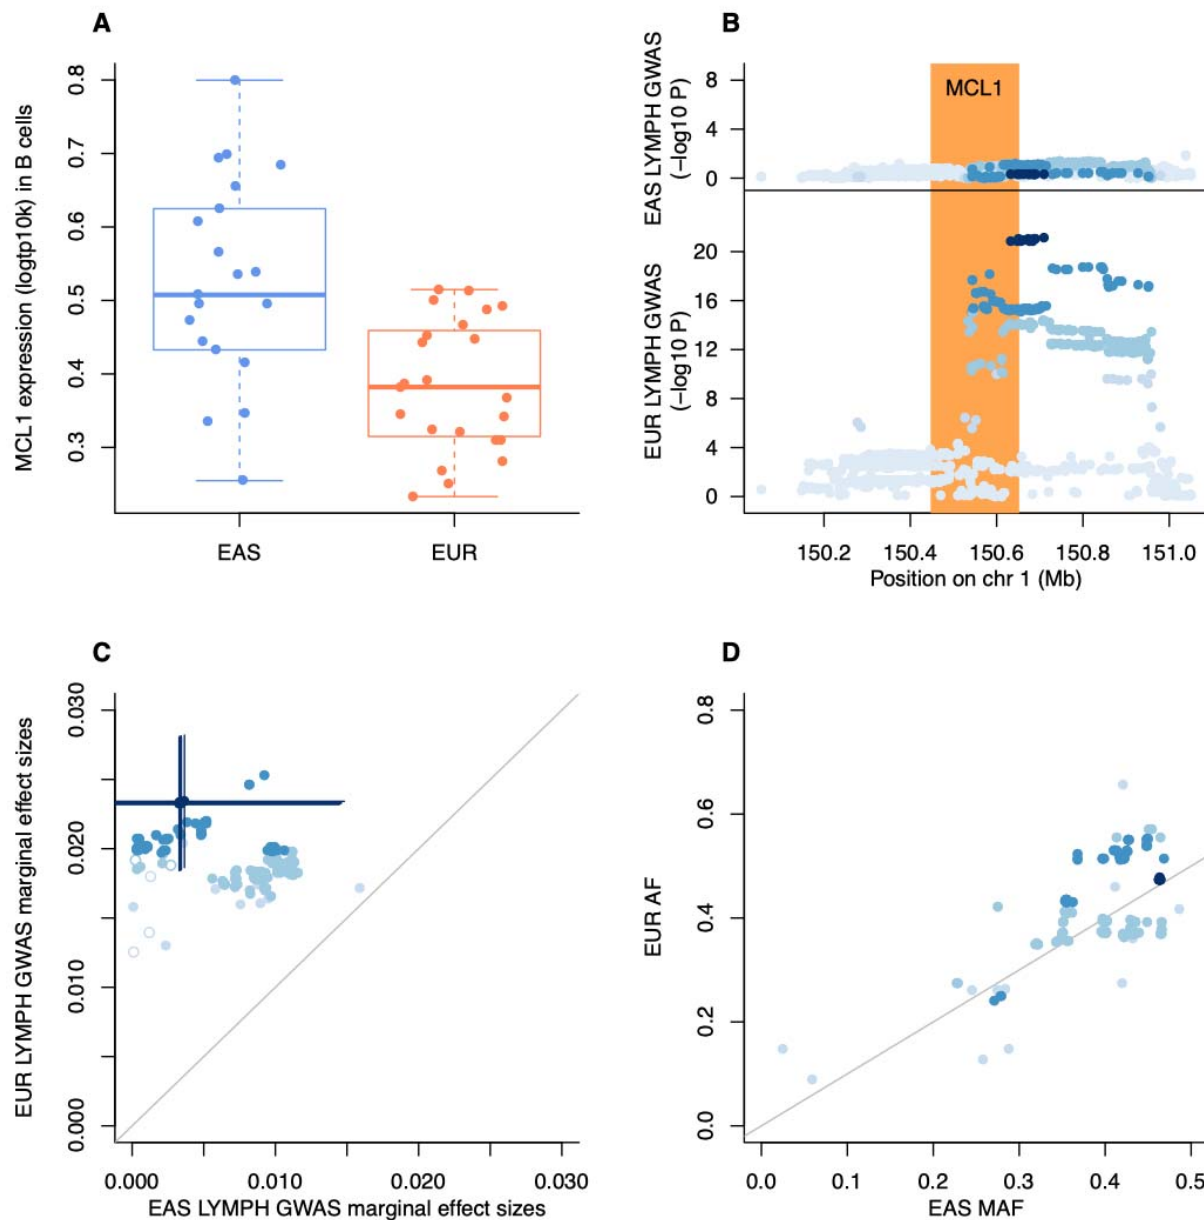 A
MCL1 expression (logtp10k) in B cells
0.8
0.7
0.6
0.5
0.4
0.3
EAS
EUR
B
EAS LYMPH GWAS
(−log10 P)
8
4
0
MCL1
EUR LYMPH GWAS
(−log10 P)
20
16
12
8
4
0
150.2 150.4 150.6 150.8 151.0
Position on chr 1 (Mb)
C
EUR LYMPH GWAS marginal effect sizes
0.030
0.020
0.010
0.000
0.000 0.010 0.020 0.030
EAS LYMPH GWAS marginal effect sizes
D
EUR AF
0.8
0.6
0.4
0.2
0.0
0.0 0.1 0.2 0.3 0.4 0.5
EAS MAF